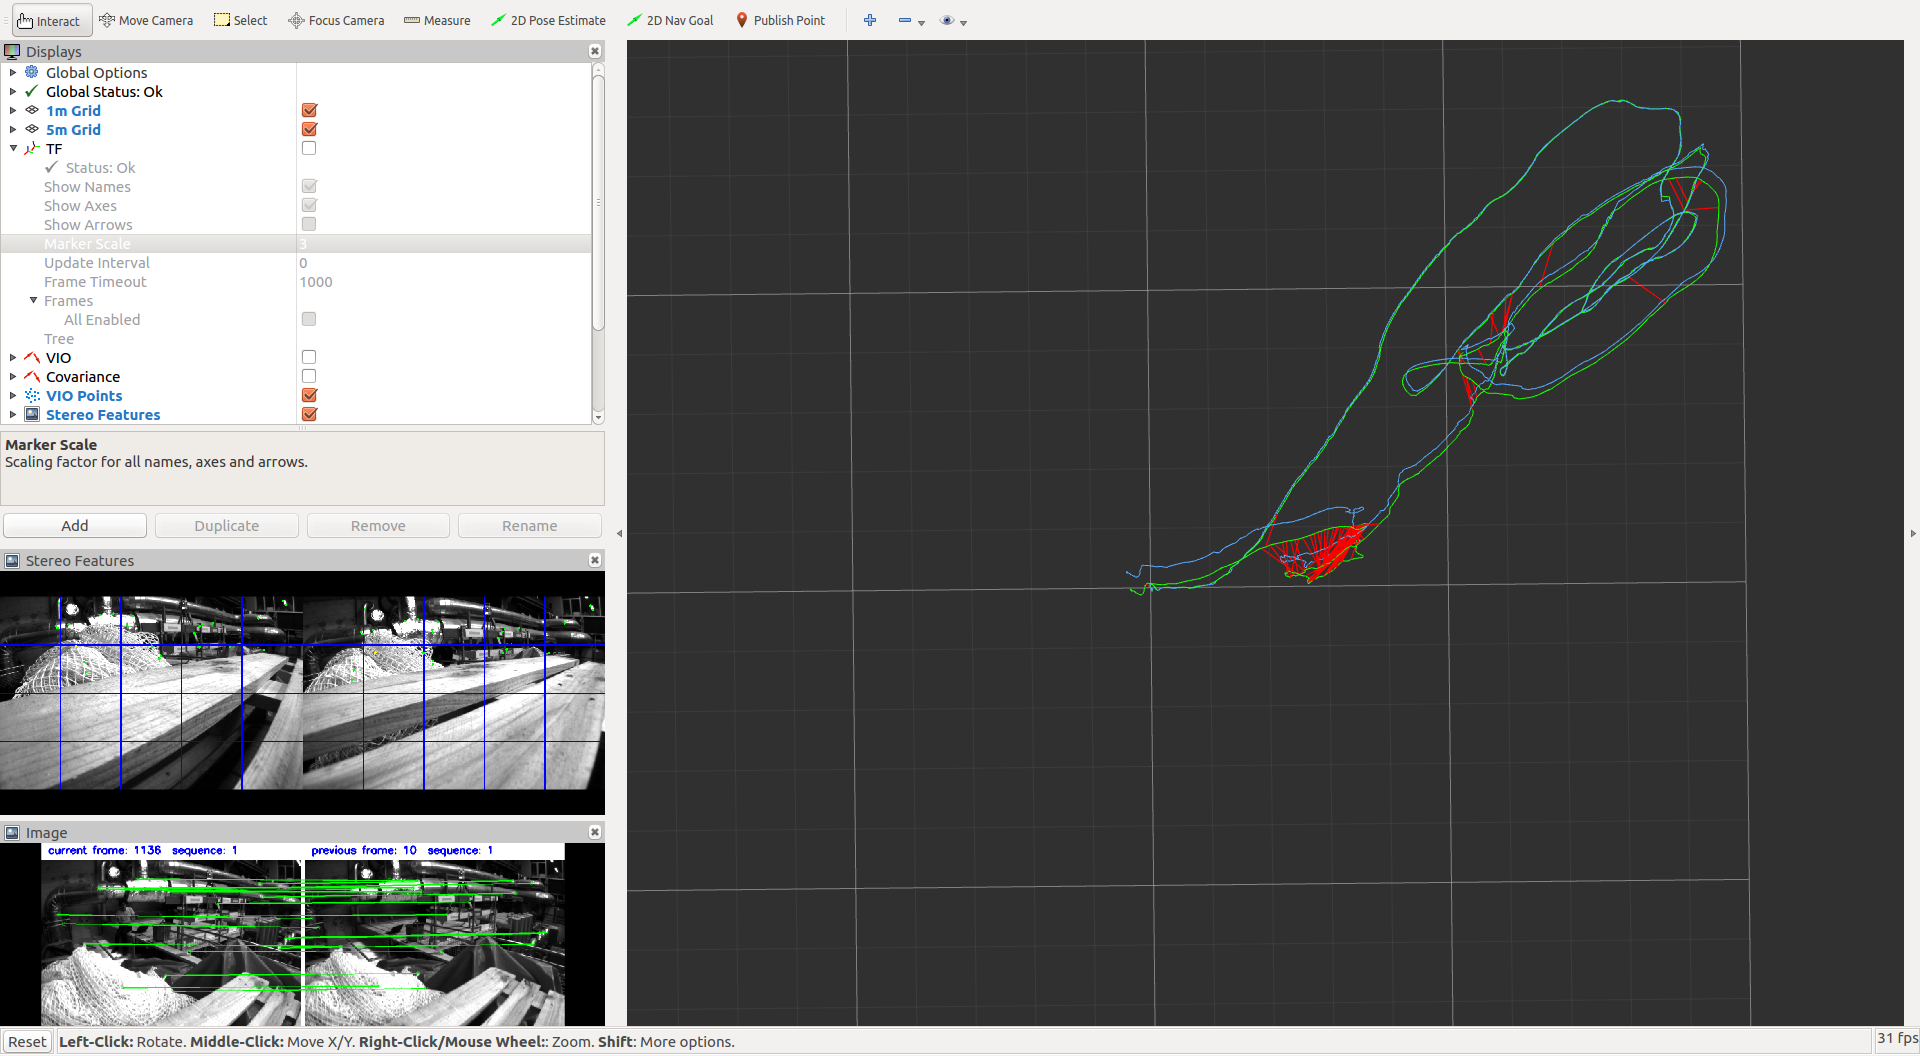 Interact Move Camera Select Focus Camera Measure 2D Pose Estimate 2D Nav Goal Publish Point
Displays
Global Options
Global Status: Ok
1m Grid
5m Grid
TF
Status: Ok
Show Names
Show Axes
Show Arrows
Marker Scale 3
Update Interval 0
Frame Timeout 1000
Frames
All Enabled
Tree
VIO
Covariance
VIO Points
Stereo Features
Marker Scale
Scaling factor for all names, axes and arrows.
Add Duplicate Remove Rename
Stereo Features
Image
current frame: 1136 sequence: 1 previous frame: 10 sequence: 1
Reset Left-Click: Rotate. Middle-Click: Move X/Y. Right-Click/Mouse Wheel:: Zoom. Shift: More options. 31 fps